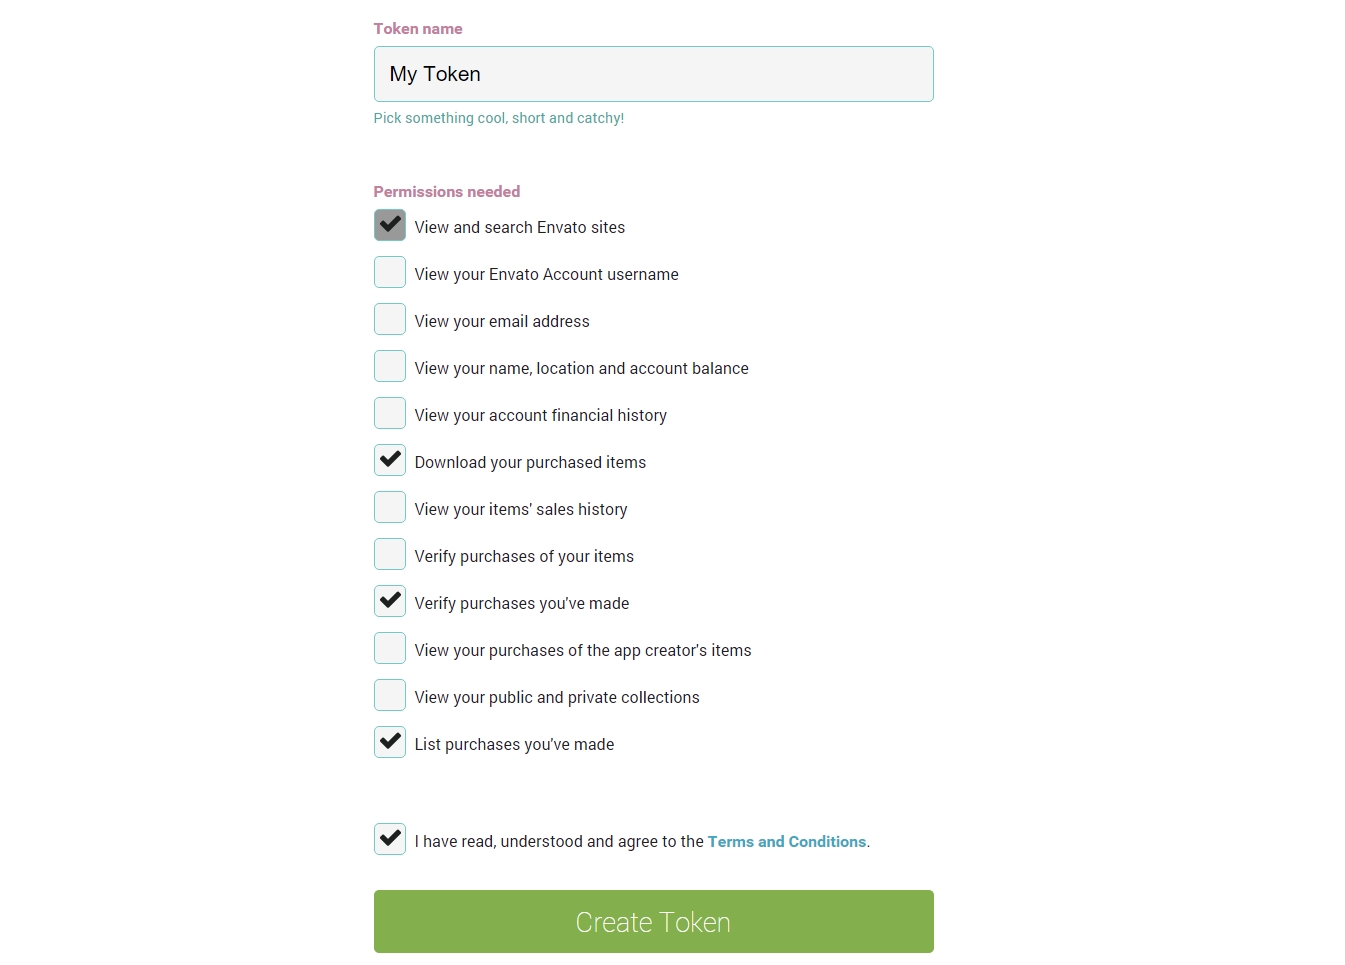 Token name
My Token
Pick something cool, short and catchy!
Permissions needed
View and search Envato sites
View your Envato Account username
View your email address
View your name, location and account balance
View your account financial history
Download your purchased items
View your items' sales history
Verify purchases of your items
Verify purchases you've made
View your purchases of the app creator's items
View your public and private collections
List purchases you've made
I have read, understood and agree to the Terms and Conditions.
Create Token